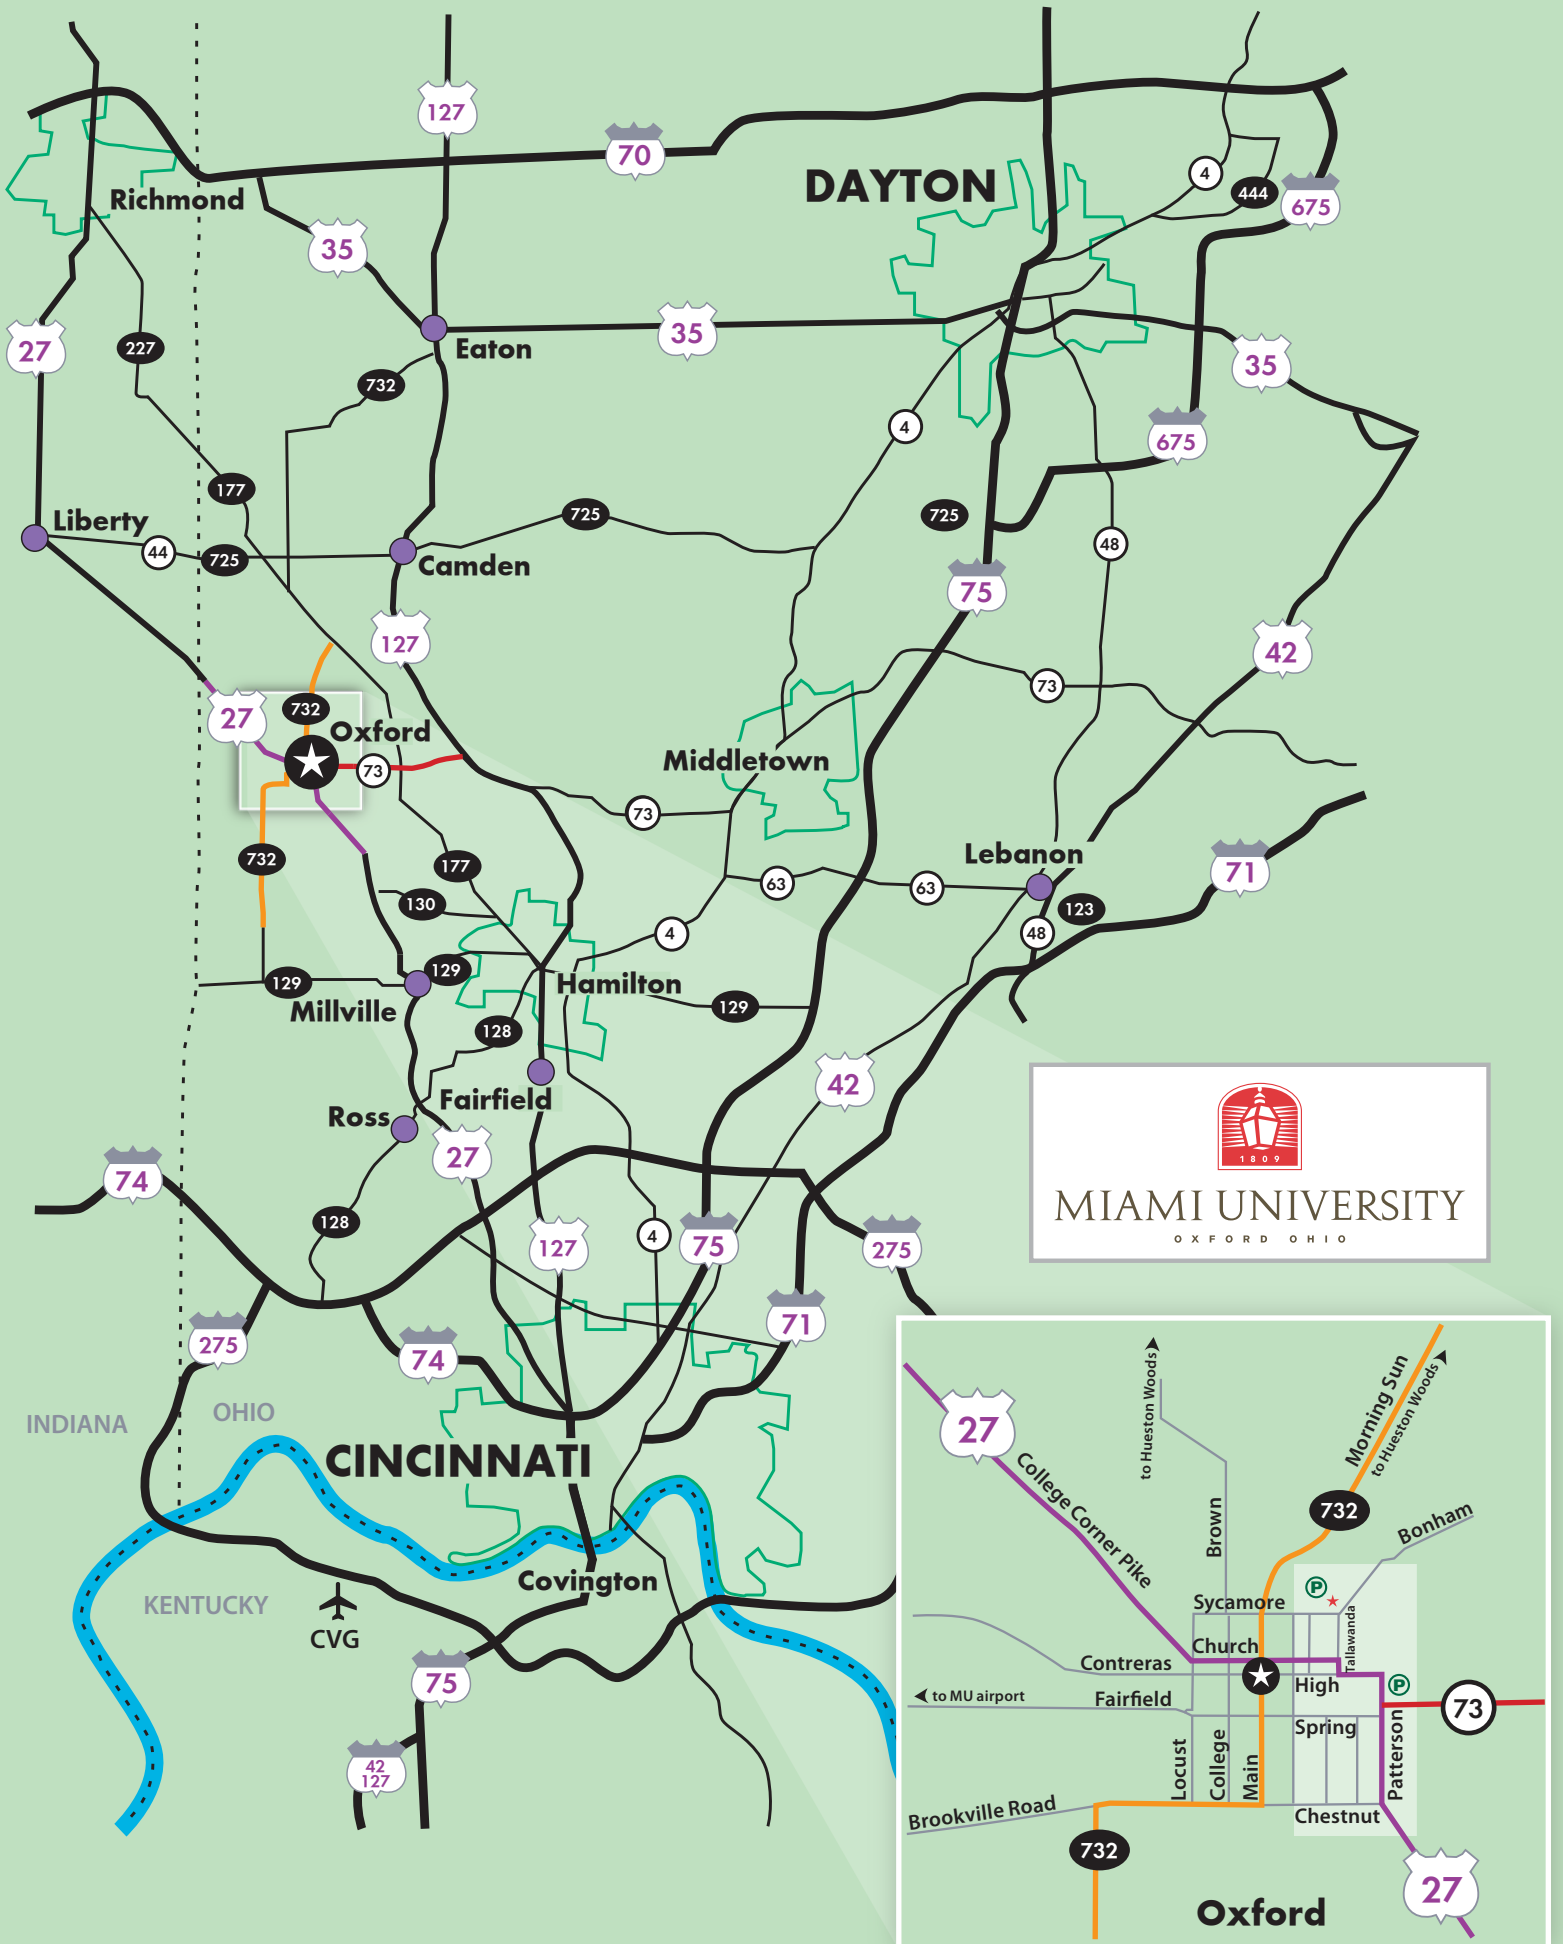 127
70
DAYTON
4
444
675
Richmond
35
27
227
35
Eaton
35
732
4
675
177
Liberty
725
725
44
725
48
Camden
75
127
42
73
27
732
Oxford
73
Middletown
73
732
177
Lebanon
71
63
63
130
123
4
48
129
129
Hamilton
129
Millville
128
42
Fairfield
Ross
27
74
1809
MIAMI UNIVERSITY
OXFORD OHIO
128
127
4
75
275
71
275
74
INDIANA
OHIO
CINCINNATI
Covington
KENTUCKY
CVG
75
42
127
27
College Corner Pike
to Hueston Woods
Morning Sun
to Hueston Woods
732
Brown
Bonham
P
Sycamore
Tallawanda
Church
Contreras
High
P
to MU airport
Fairfield
73
Spring
Locust
College
Main
Patterson
Brookville Road
Chestnut
732
27
Oxford